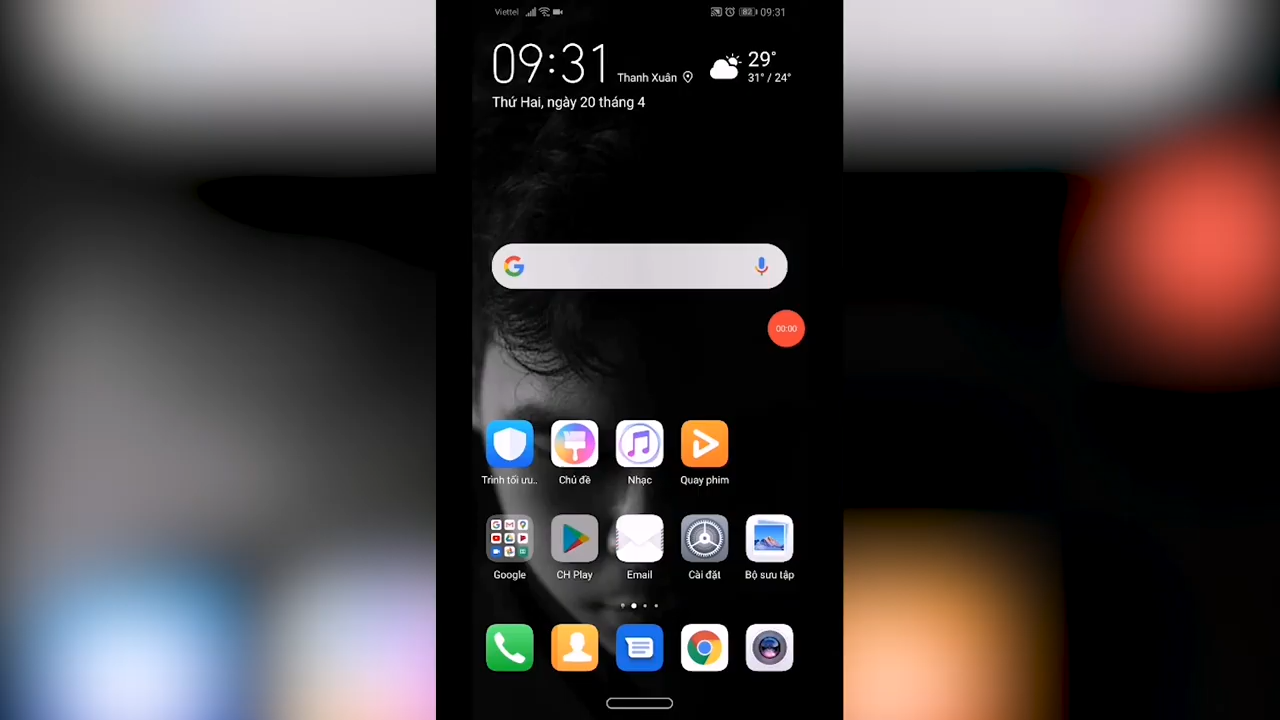 Viettel 82 09:31
09:31 Thanh Xuân 29°
31° / 24°
Thứ Hai, ngày 20 tháng 4
00:00
Trình tối ưu.. Chủ đề Nhạc Quay phim
Google CH Play Email Cài đặt Bộ sưu tập